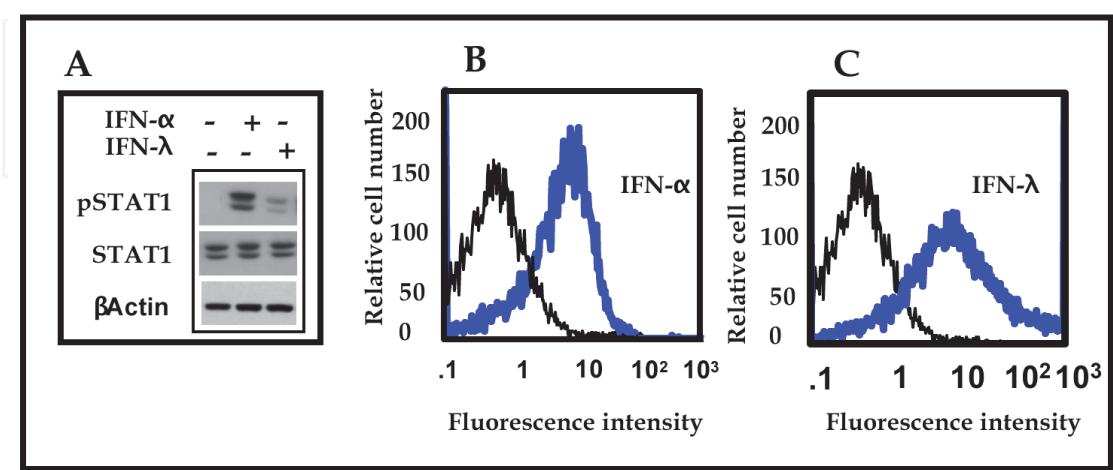 A
IFN-α - + -
IFN-λ - - +
pSTAT1
STAT1
βActin
B
Relative cell number
200
150
100
50
0
IFN-α
.1 1 10 10² 10³
Fluorescence intensity
C
Relative cell number
200
150
100
50
0
IFN-λ
.1 1 10 10² 10³
Fluorescence intensity